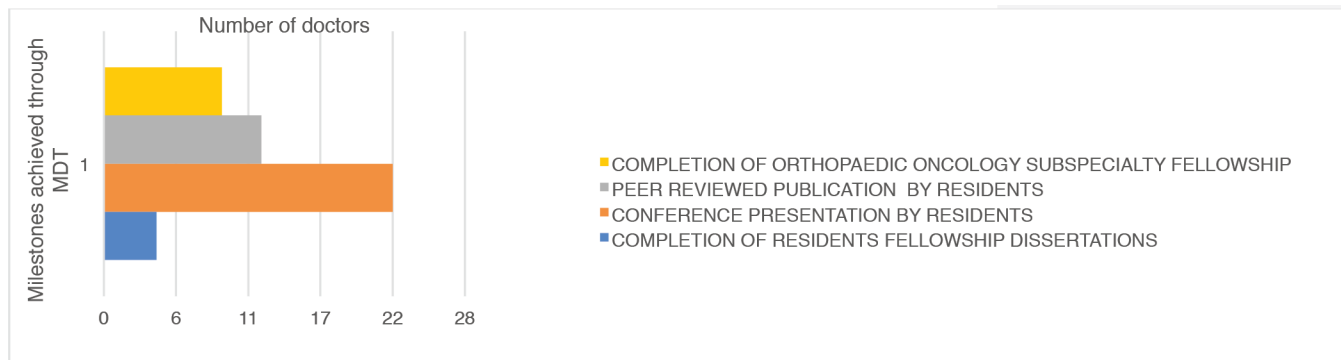 Number of doctors
Milestones achieved through
MDT
1
0 6 11 17 22 28
COMPLETION OF ORTHOPAEDIC ONCOLOGY SUBSPECIALTY FELLOWSHIP
PEER REVIEWED PUBLICATION BY RESIDENTS
CONFERENCE PRESENTATION BY RESIDENTS
COMPLETION OF RESIDENTS FELLOWSHIP DISSERTATIONS